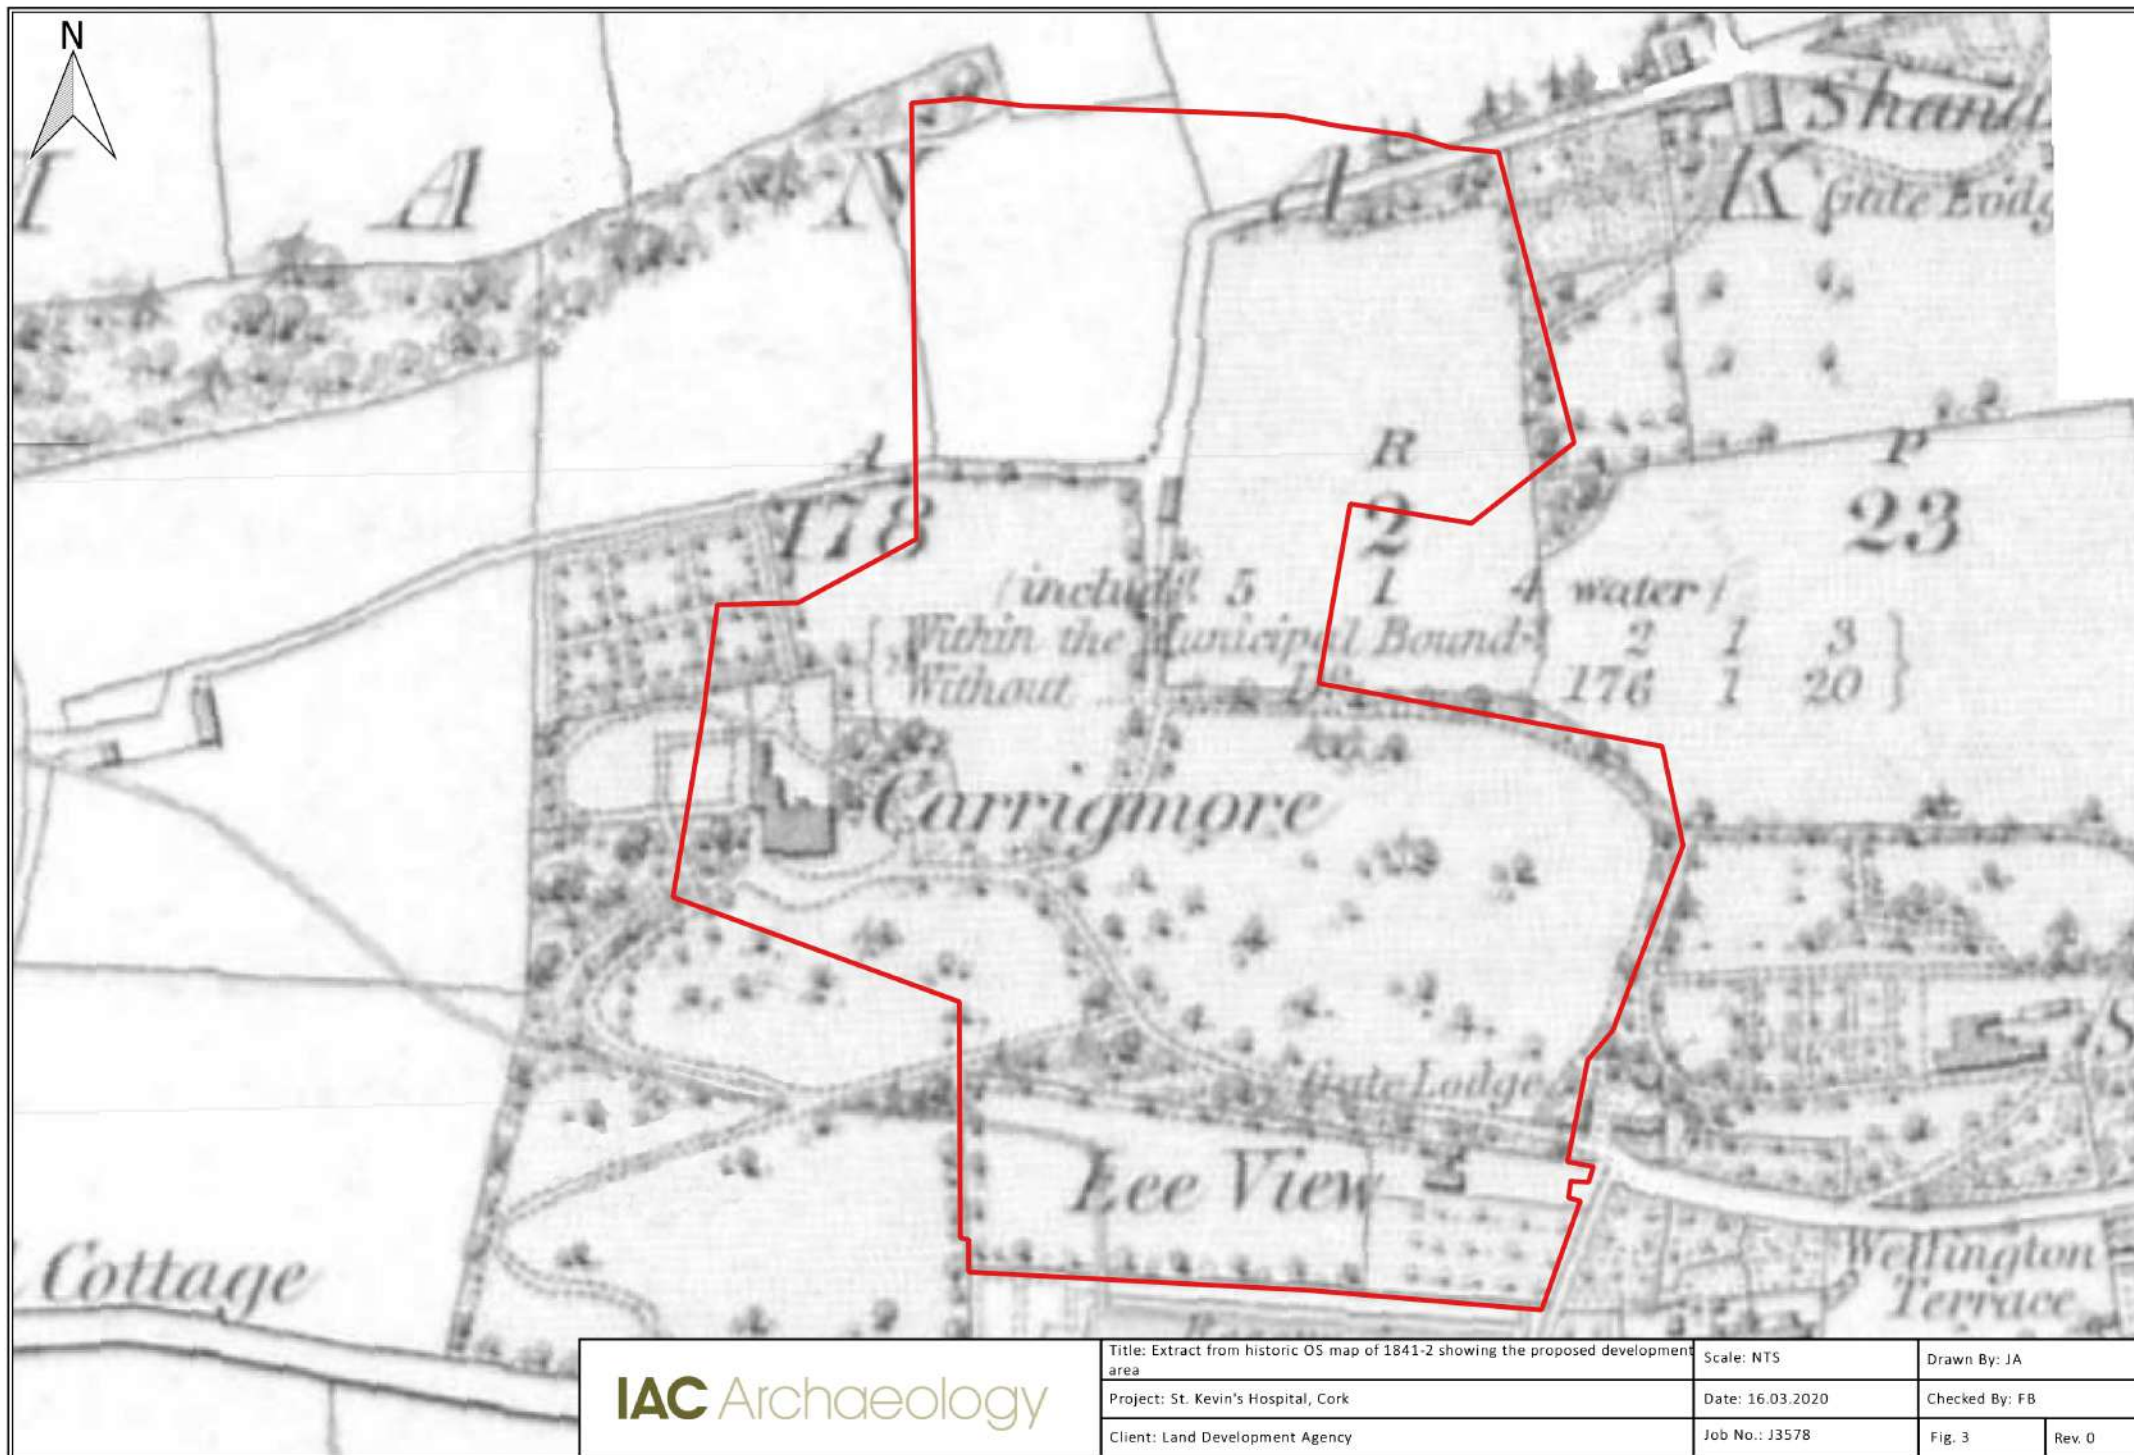 N
A
N
A
K
Shand
Gate Lodg
A R P
178 2 23
(includg. 5 1 4 water)
Within the Municipal Bound 2 1 3
Without 176 1 20
Carrigmore
Gate Lodge
Lee View
Cottage
Wellington
Terrace
IAC Archaeology
Title: Extract from historic OS map of 1841-2 showing the proposed development
area
Project: St. Kevin's Hospital, Cork
Client: Land Development Agency
Scale: NTS
Drawn By: JA
Date: 16.03.2020
Checked By: FB
Job No.: J3578
Fig. 3
Rev. 0